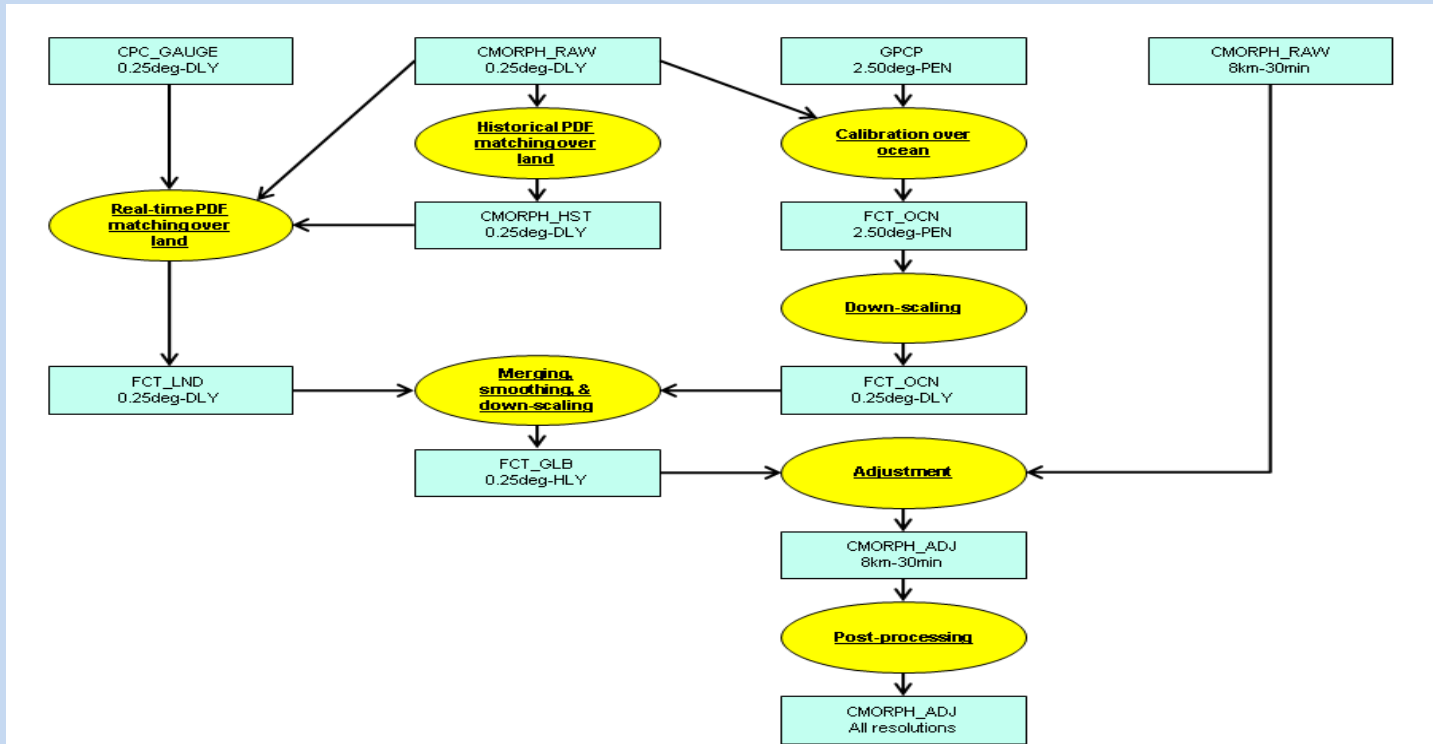 CPC_GAUGE
0.25deg-DLY
CMORPH_RAW
0.25deg-DLY
GPCP
2.50deg-PEN
CMORPH_RAW
8km-30min
Historical PDF
matching over
land
Calibration over
ocean
Real-time PDF
matching over
land
CMORPH_HST
0.25deg-DLY
FCT_OCN
2.50deg-PEN
Down-scaling
FCT_LND
0.25deg-DLY
Merging,
smoothing, &
down-scaling
FCT_OCN
0.25deg-DLY
FCT_GLB
0.25deg-HLY
Adjustment
CMORPH_ADJ
8km-30min
Post-processing
CMORPH_ADJ
All resolutions